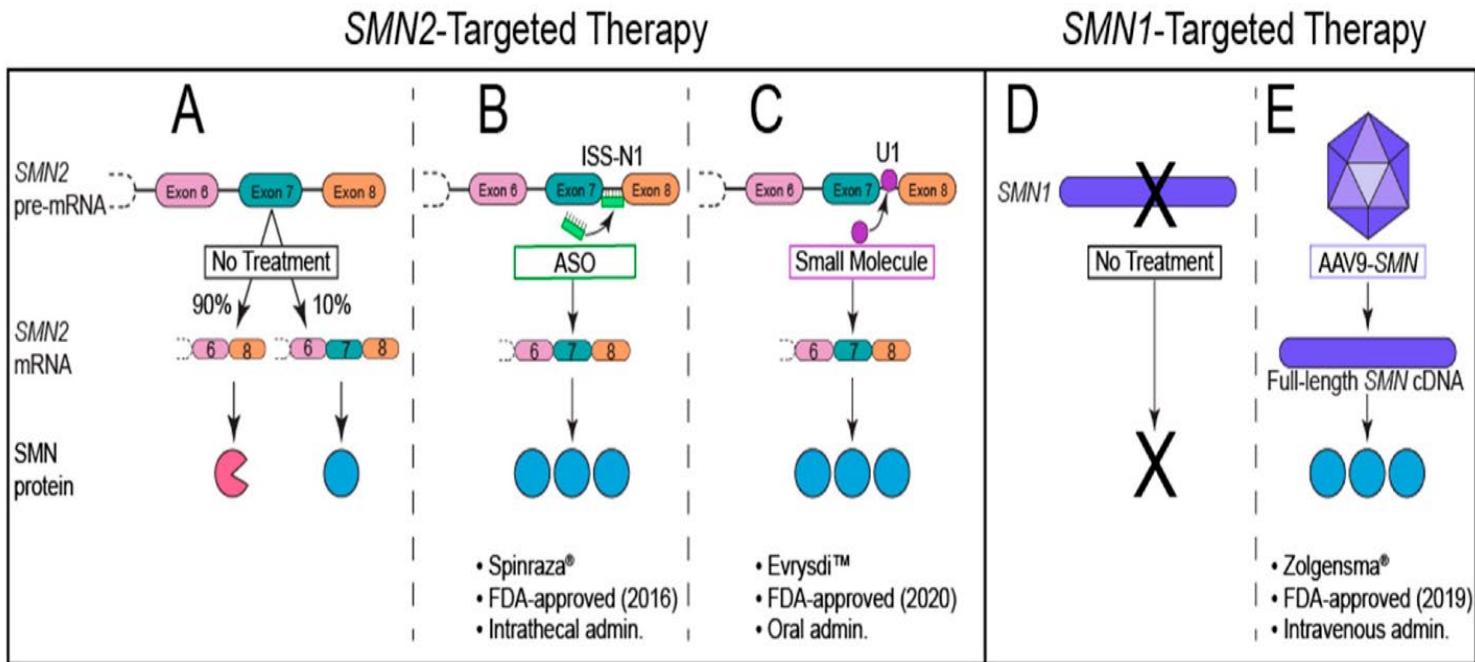 SMN2-Targeted Therapy
SMN1-Targeted Therapy
A
B
C
D
E
ISS-N1
U1
SMN2
pre-mRNA
Exon 6
Exon 7
Exon 8
Exon 6
Exon 7
Exon 8
Exon 6
Exon 7
Exon 8
SMN1
X
No Treatment
ASO
Small Molecule
No Treatment
AAV9-SMN
90%
10%
SMN2
mRNA
6
8
6
7
8
6
7
8
6
7
8
Full-length SMN cDNA
SMN
protein
X
• Spinraza®
• FDA-approved (2016)
• Intrathecal admin.
• Evrysdi™
• FDA-approved (2020)
• Oral admin.
• Zolgensma®
• FDA-approved (2019)
• Intravenous admin.